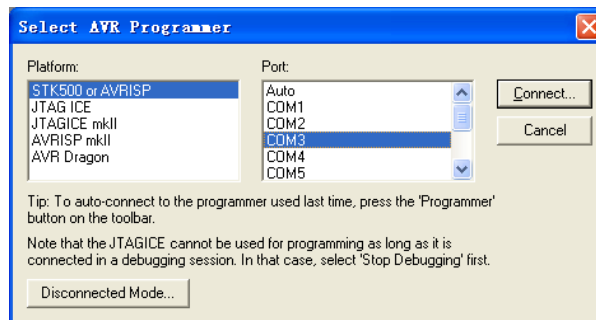 Select AVR Programmer
Platform:
Port:
STK500 or AVRISP
JTAG ICE
JTAGICE mkII
AVRISP mkII
AVR Dragon
Auto
COM1
COM2
COM3
COM4
COM5
Connect...
Cancel
Tip: To auto-connect to the programmer used last time, press the 'Programmer'
button on the toolbar.
Note that the JTAGICE cannot be used for programming as long as it is
connected in a debugging session. In that case, select 'Stop Debugging' first.
Disconnected Mode...